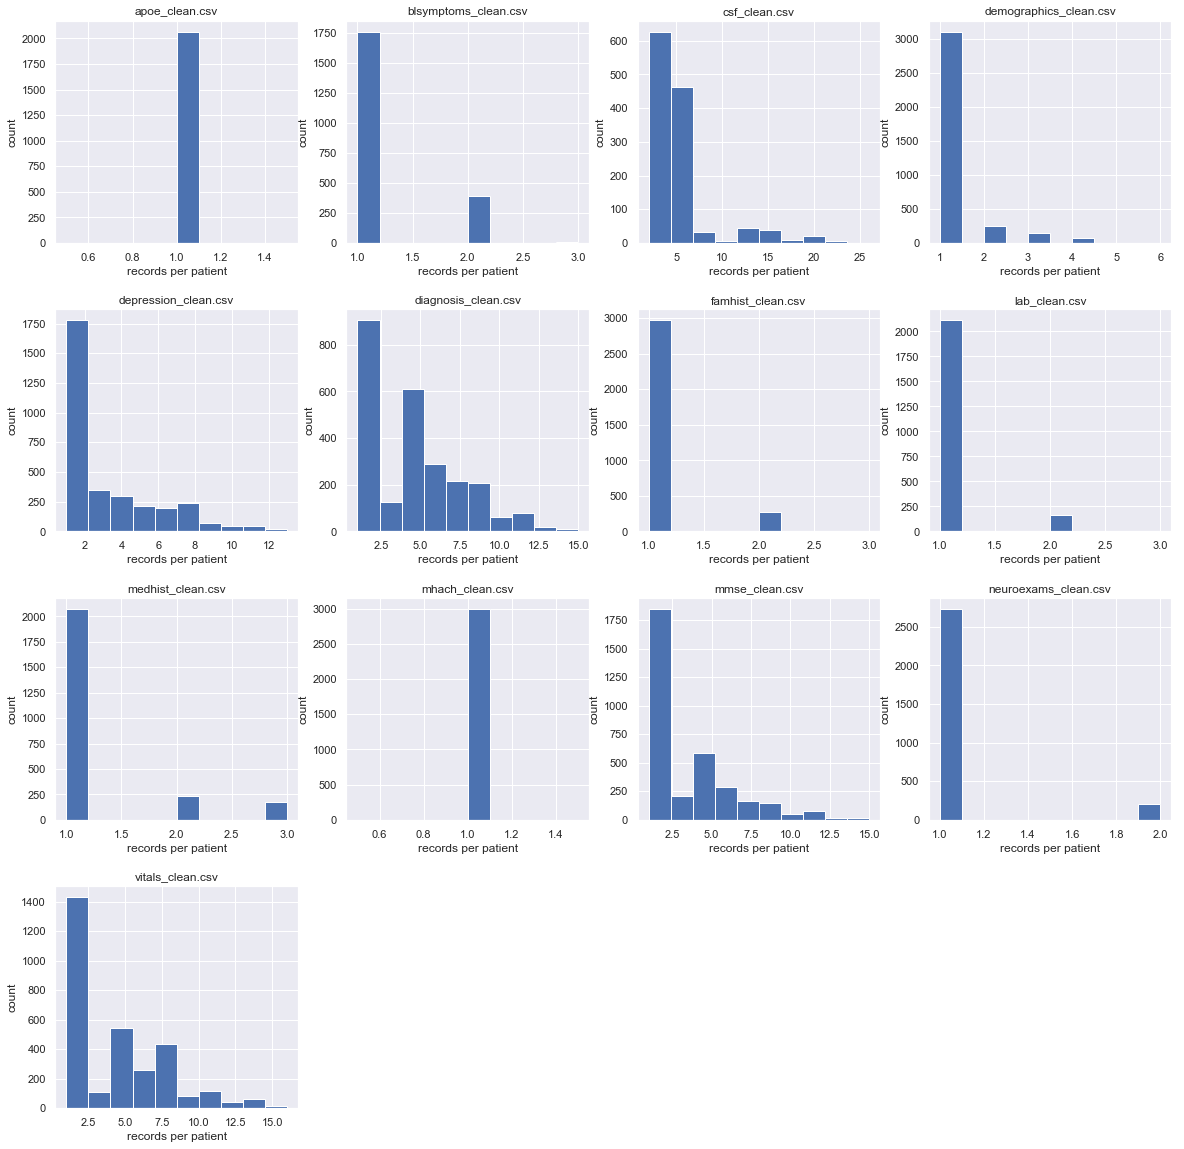 apoe_clean.csv
count
2000
1750
1500
1250
1000
750
500
250
0
0.6 0.8 1.0 1.2 1.4
records per patient
blsymptoms_clean.csv
count
1750
1500
1250
1000
750
500
250
0
1.0 1.5 2.0 2.5 3.0
records per patient
csf_clean.csv
count
600
500
400
300
200
100
0
5 10 15 20 25
records per patient
demographics_clean.csv
count
3000
2500
2000
1500
1000
500
0
1 2 3 4 5 6
records per patient
depression_clean.csv
count
1750
1500
1250
1000
750
500
250
0
2 4 6 8 10 12
records per patient
diagnosis_clean.csv
count
800
600
400
200
0
2.5 5.0 7.5 10.0 12.5 15.0
records per patient
famhist_clean.csv
count
3000
2500
2000
1500
1000
500
0
1.0 1.5 2.0 2.5 3.0
records per patient
lab_clean.csv
count
2000
1750
1500
1250
1000
750
500
250
0
1.0 1.5 2.0 2.5 3.0
records per patient
medhist_clean.csv
count
2000
1750
1500
1250
1000
750
500
250
0
1.0 1.5 2.0 2.5 3.0
records per patient
mhach_clean.csv
count
3000
2500
2000
1500
1000
500
0
0.6 0.8 1.0 1.2 1.4
records per patient
mmse_clean.csv
count
1750
1500
1250
1000
750
500
250
0
2.5 5.0 7.5 10.0 12.5 15.0
records per patient
neuroexams_clean.csv
count
2500
2000
1500
1000
500
0
1.0 1.2 1.4 1.6 1.8 2.0
records per patient
vitals_clean.csv
count
1400
1200
1000
800
600
400
200
0
2.5 5.0 7.5 10.0 12.5 15.0
records per patient